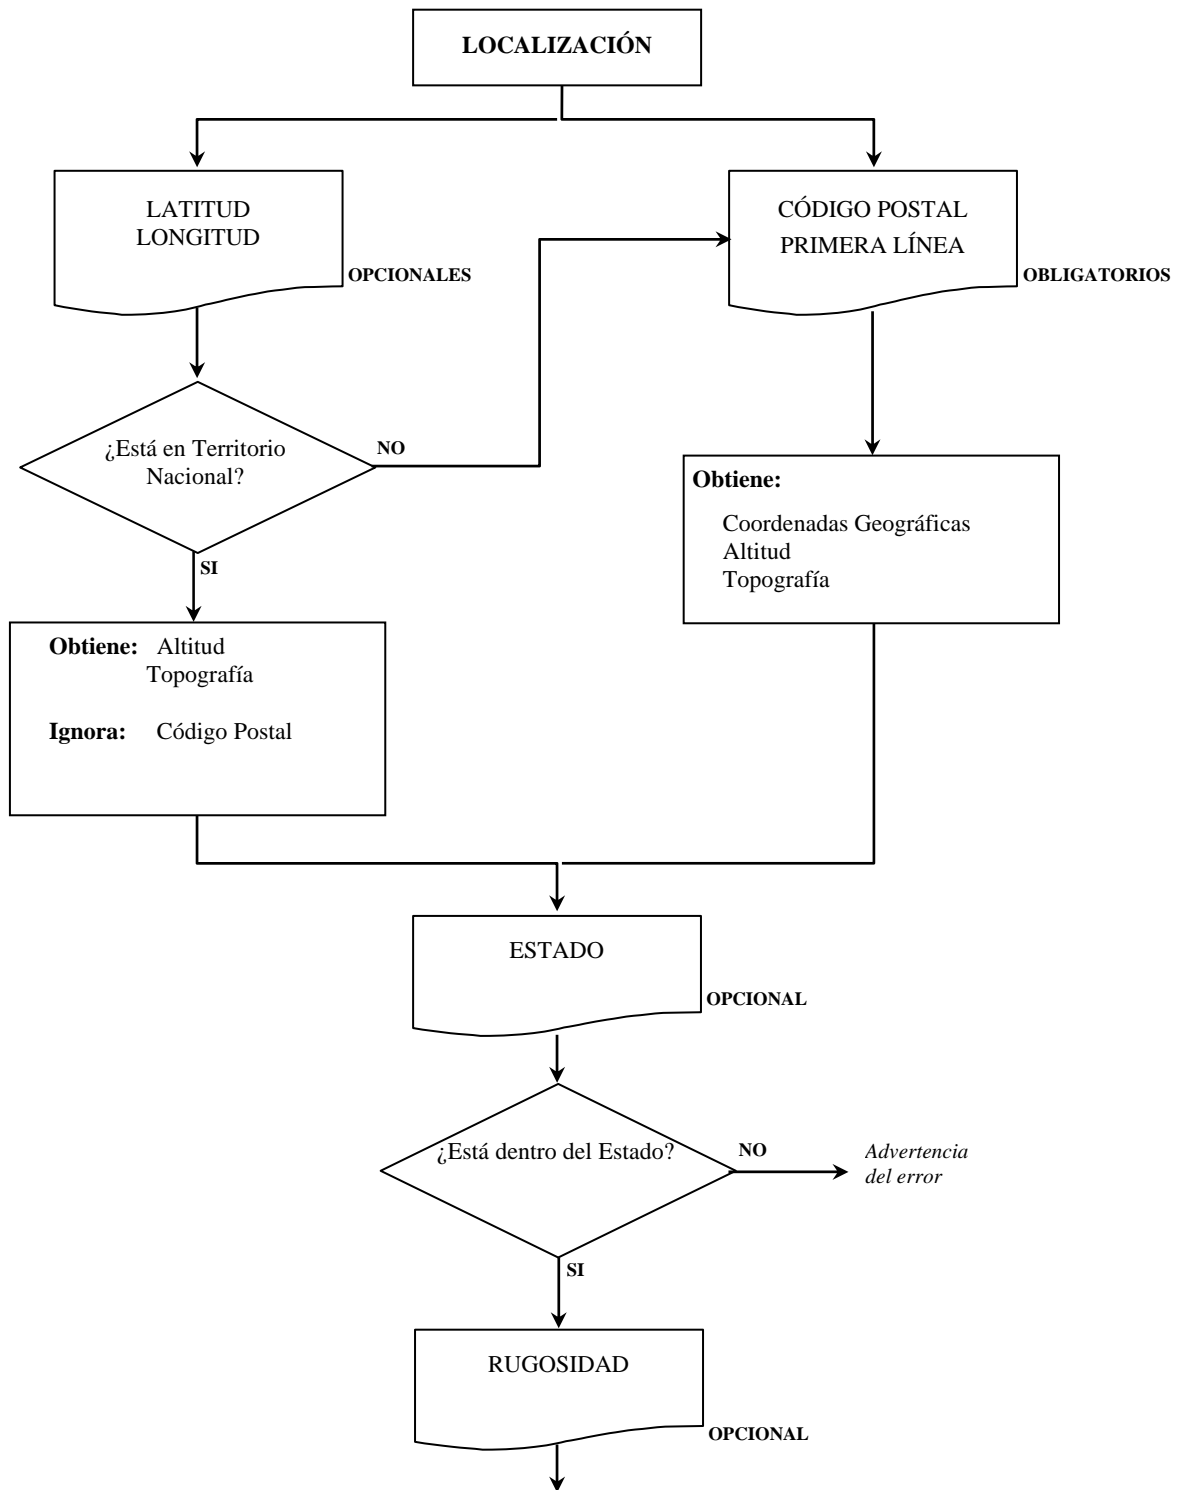 LOCALIZACIÓN
LATITUD
LONGITUD
OPCIONALES
CÓDIGO POSTAL
PRIMERA LÍNEA
OBLIGATORIOS
¿Está en Territorio
Nacional?
NO
SI
Obtiene:
Coordenadas Geográficas
Altitud
Topografía
Obtiene: Altitud
Topografía
Ignora: Código Postal
ESTADO
OPCIONAL
¿Está dentro del Estado?
NO
Advertencia
del error
SI
RUGOSIDAD
OPCIONAL